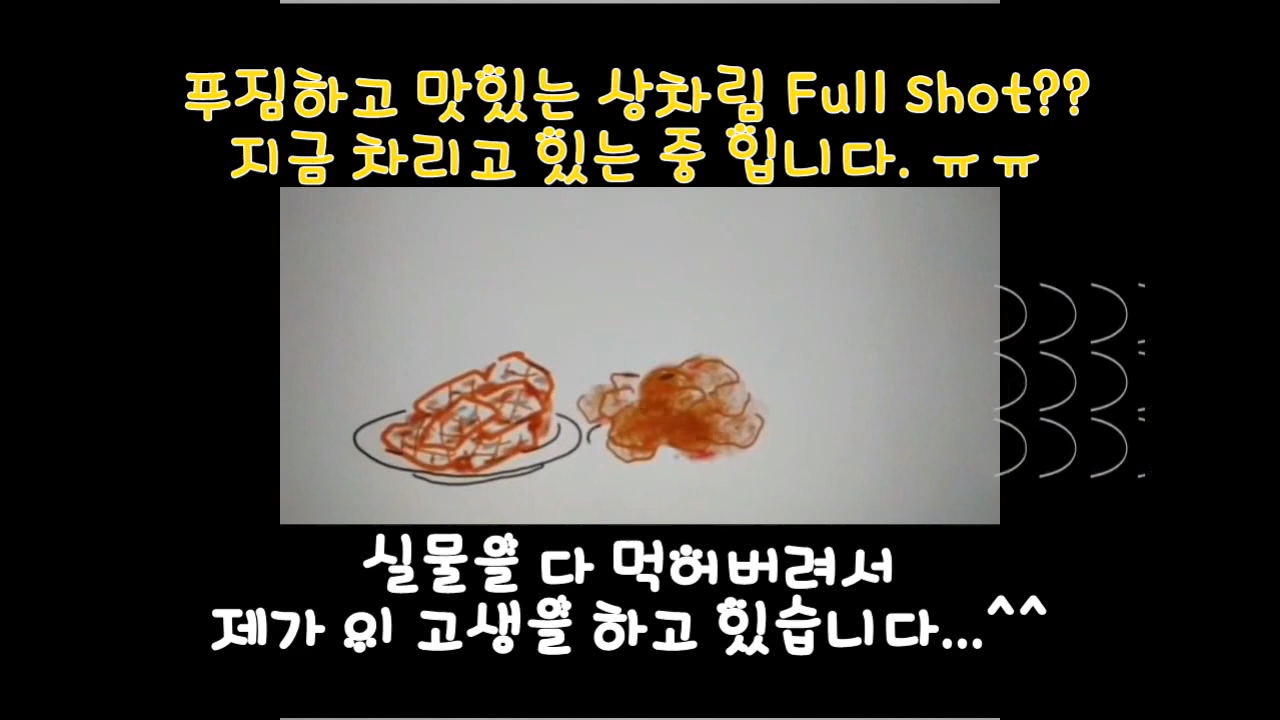 푸짐하고 맛있는 상차림 Full Shot??
지금 차리고 있는 중 입니다. ㅠㅠ
실물을 다 먹허버려서
제가 이 고생을 하고 있습니다...^^